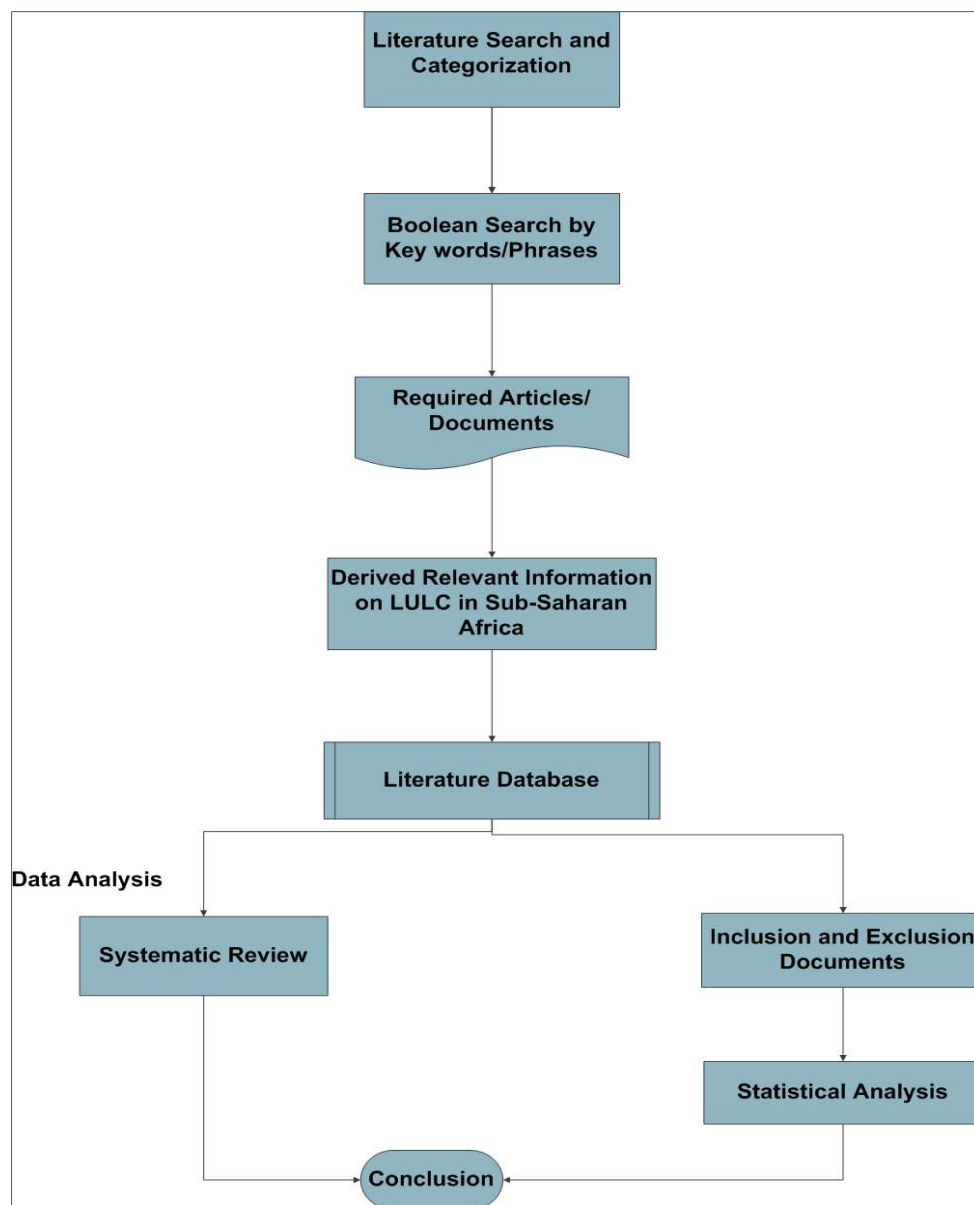 Literature Search and
Categorization
Boolean Search by
Key words/Phrases
Required Articles/
Documents
Derived Relevant Information
on LULC in Sub-Saharan
Africa
Literature Database
Data Analysis
Systematic Review
Inclusion and Exclusion
Documents
Statistical Analysis
Conclusion